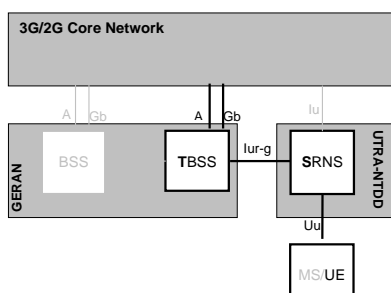 3G/2G Core Network
A
Gb
A
Gb
Iu
GERAN
BSS
TBSS
Iur-g
SRNS
UTRA-NTDD
Uu
MS/UE